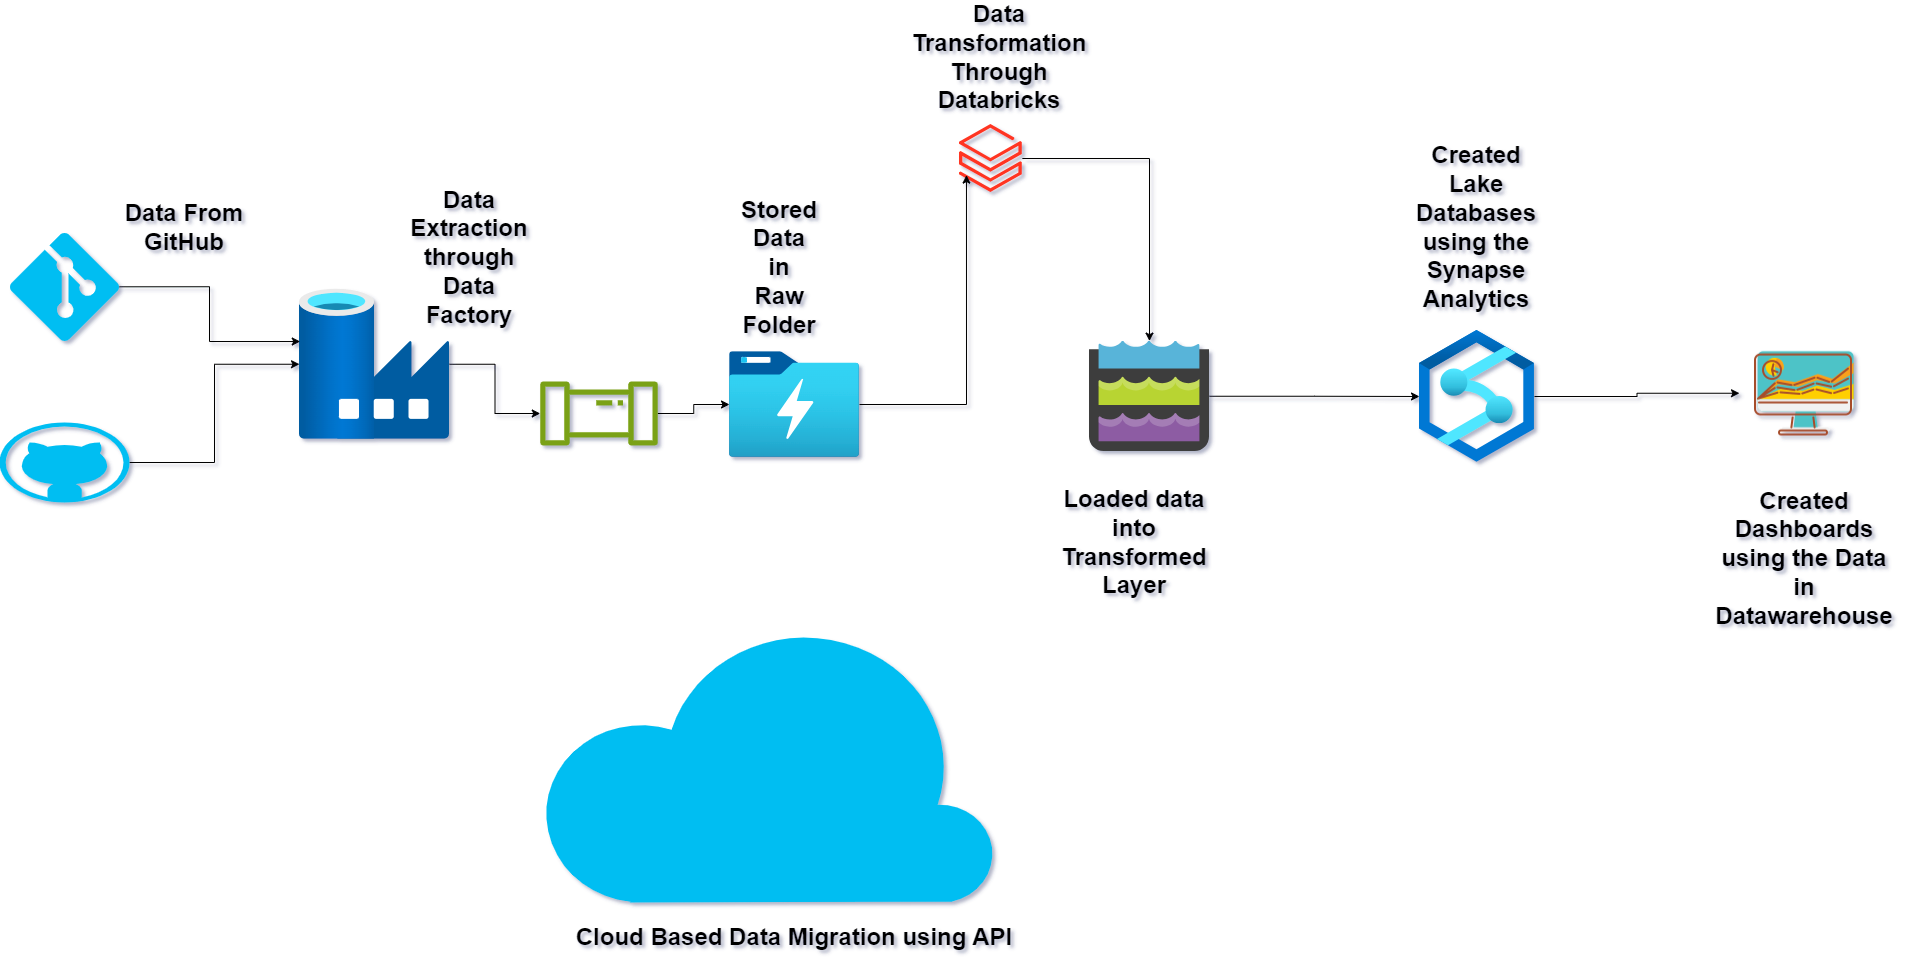 Data From
GitHub
Data
Extraction
through
Data
Factory
Stored
Data
in
Raw
Folder
Data
Transformation
Through
Databricks
Loaded data
into
Transformed
Layer
Created
Lake
Databases
using the
Synapse
Analytics
Created
Dashboards
using the Data
in
Datawarehouse
Cloud Based Data Migration using API